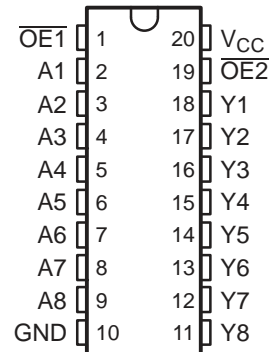 OE1 1 20 VCC
A1 2 19 OE2
A2 3 18 Y1
A3 4 17 Y2
A4 5 16 Y3
A5 6 15 Y4
A6 7 14 Y5
A7 8 13 Y6
A8 9 12 Y7
GND 10 11 Y8